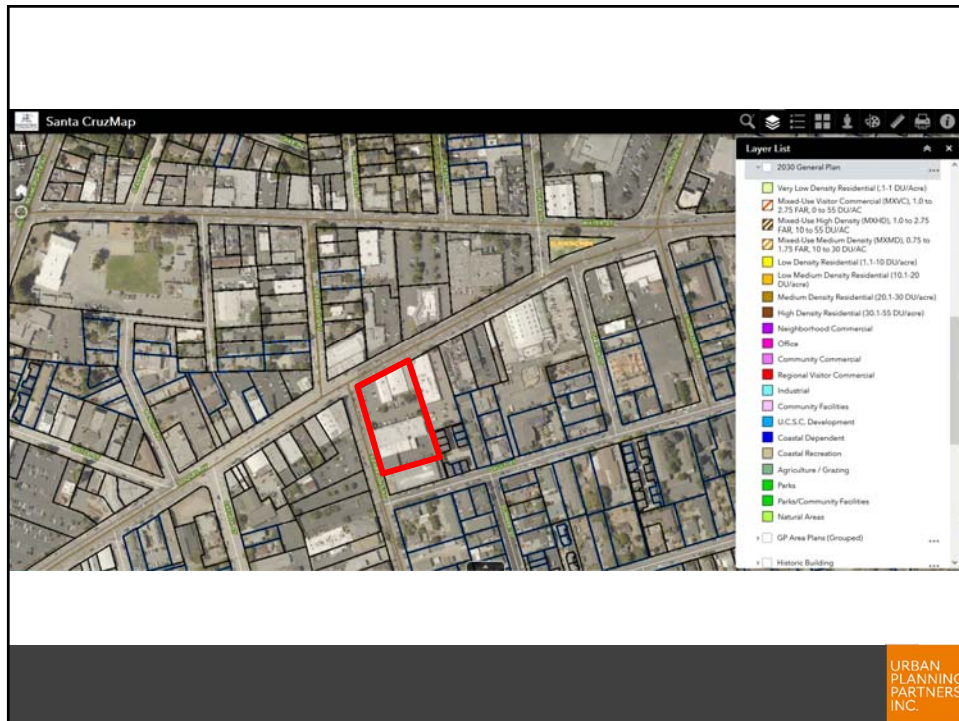 Santa CruzMap
Layer List
2030 General Plan
Very Low Density Residential (.1-1 DU/Acre)
Mixed-Use Visitor Commercial (MXVC), 1.0 to
2.75 FAR, 0 to 55 DU/AC
Mixed-Use High Density (MXHD), 1.0 to 2.75
FAR, 10 to 55 DU/AC
Mixed-Use Medium Density (MXMD), 0.75 to
1.75 FAR, 10 to 30 DU/AC
Low Density Residential (1.1-10 DU/acre)
Low Medium Density Residential (10.1-20
DU/acre)
Medium Density Residential (20.1-30 DU/acre)
High Density Residential (30.1-55 DU/acre)
Neighborhood Commercial
Office
Community Commercial
Regional Visitor Commercial
Industrial
Community Facilities
U.C.S.C. Development
Coastal Dependent
Coastal Recreation
Agriculture / Grazing
Parks
Parks/Community Facilities
Natural Areas
GP Area Plans (Grouped)
Historic Building
URBAN
PLANNING
PARTNERS
INC.